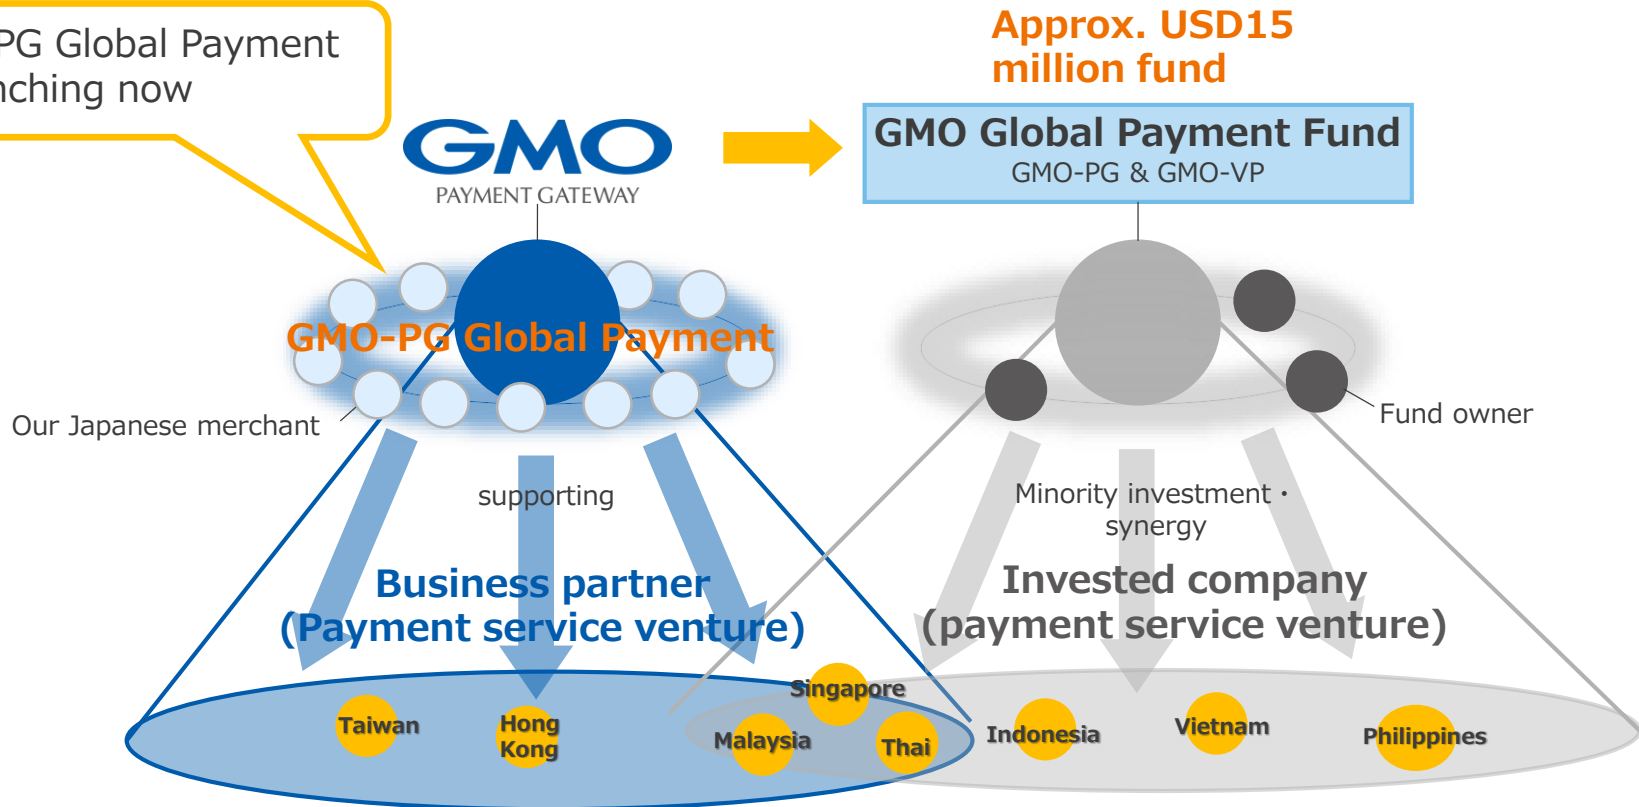 PG Global Payment
nching now
Approx. USD15
million fund
GMO
PAYMENT GATEWAY
GMO Global Payment Fund
GMO-PG & GMO-VP
GMO-PG Global Payment
Our Japanese merchant
Fund owner
supporting
Minority investment・
synergy
Business partner
(Payment service venture)
Invested company
(payment service venture)
Taiwan
Hong
Kong
Singapore
Malaysia
Thai
Indonesia
Vietnam
Philippines